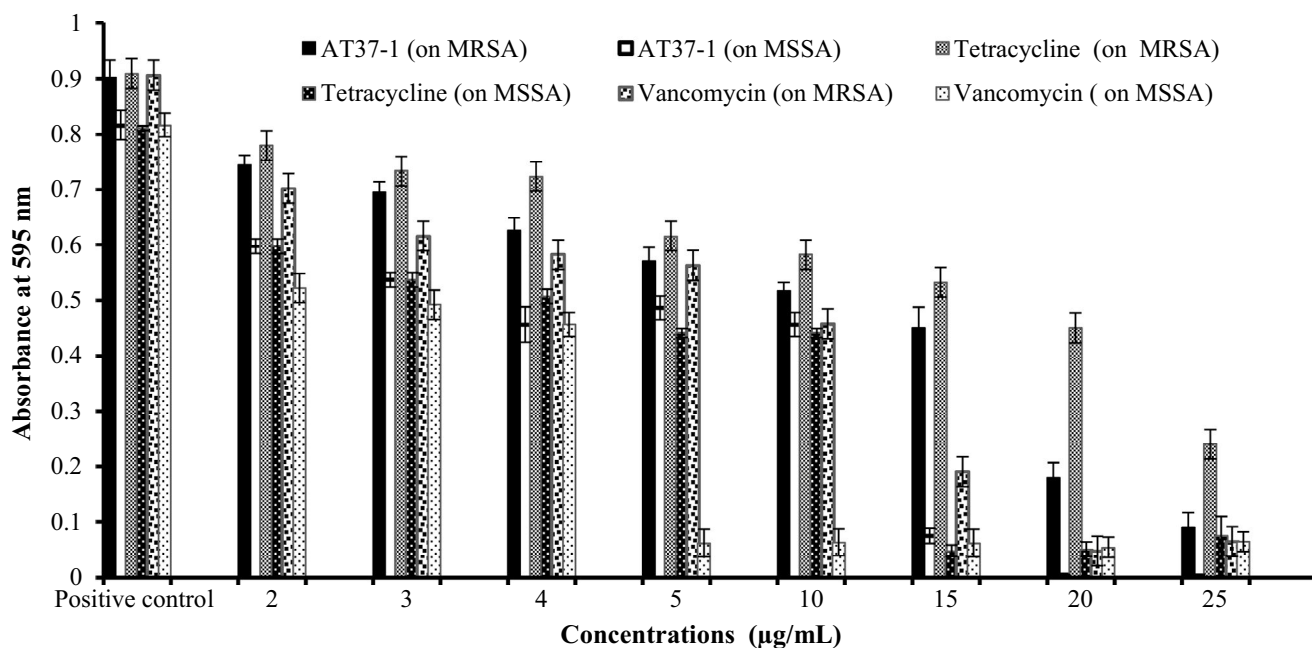 1
AT37-1 (on MRSA) AT37-1 (on MSSA) Tetracycline (on MRSA)
0.9
Tetracycline (on MSSA) Vancomycin (on MRSA) Vancomycin ( on MSSA)
0.8
0.7
0.6
0.5
0.4
0.3
0.2
0.1
0
Absorbance at 595 nm
Positive control 2 3 4 5 10 15 20 25
Concentrations (µg/mL)